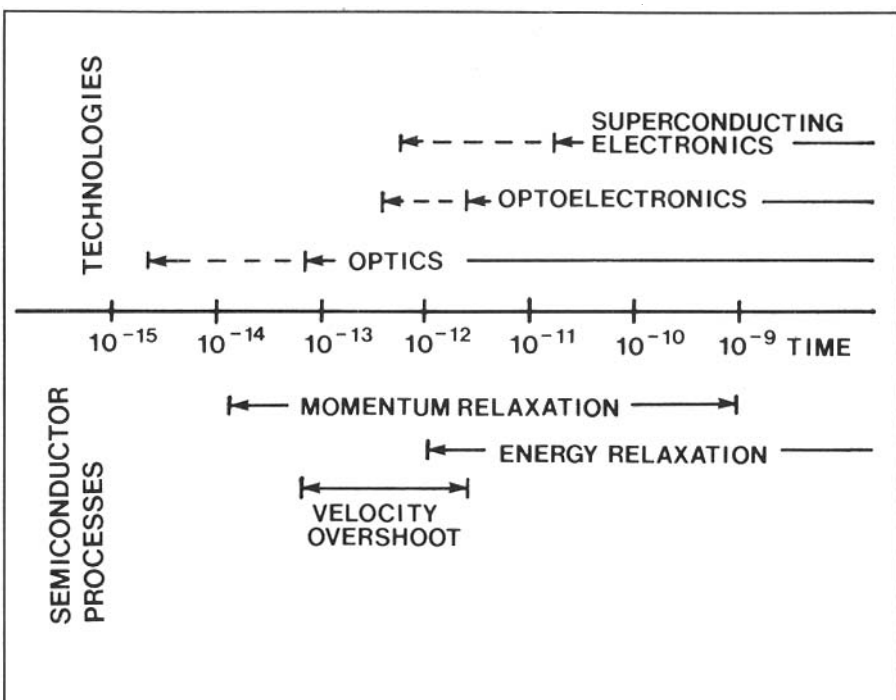 TECHNOLOGIES
SUPERCONDUCTING
ELECTRONICS
OPTOELECTRONICS
OPTICS
10⁻¹⁵ 10⁻¹⁴ 10⁻¹³ 10⁻¹² 10⁻¹¹ 10⁻¹⁰ 10⁻⁹ TIME
SEMICONDUCTOR
PROCESSES
MOMENTUM RELAXATION
ENERGY RELAXATION
VELOCITY
OVERSHOOT